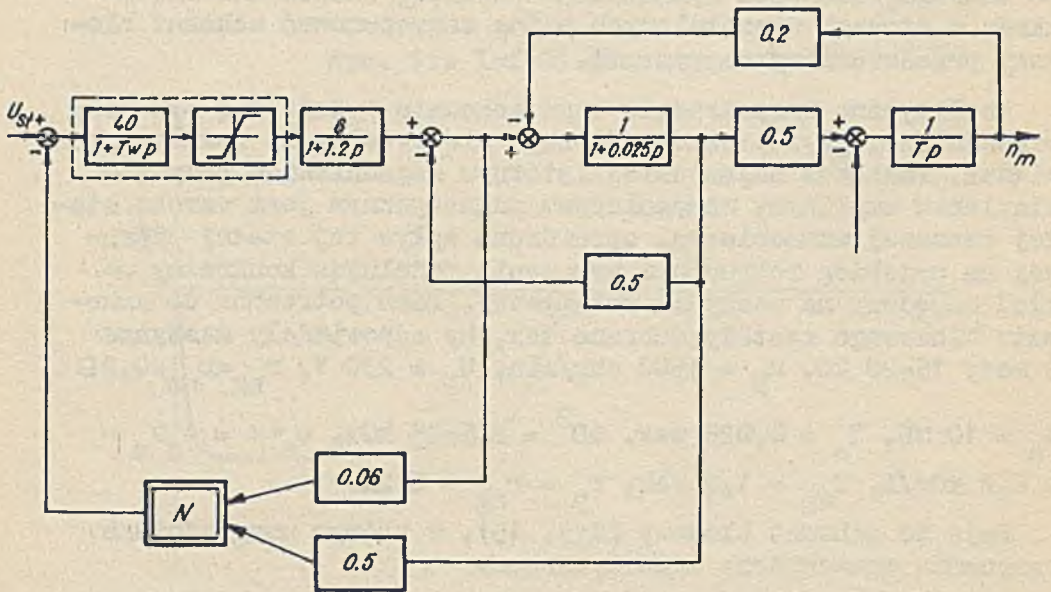 0.2
U_st + −
40 / 1+Twp
6 / 1+1.2p
+ −
− +
1 / 1+0.025p
0.5
+ −
1 / Tp
n_m
0.5
0.06
N
0.5